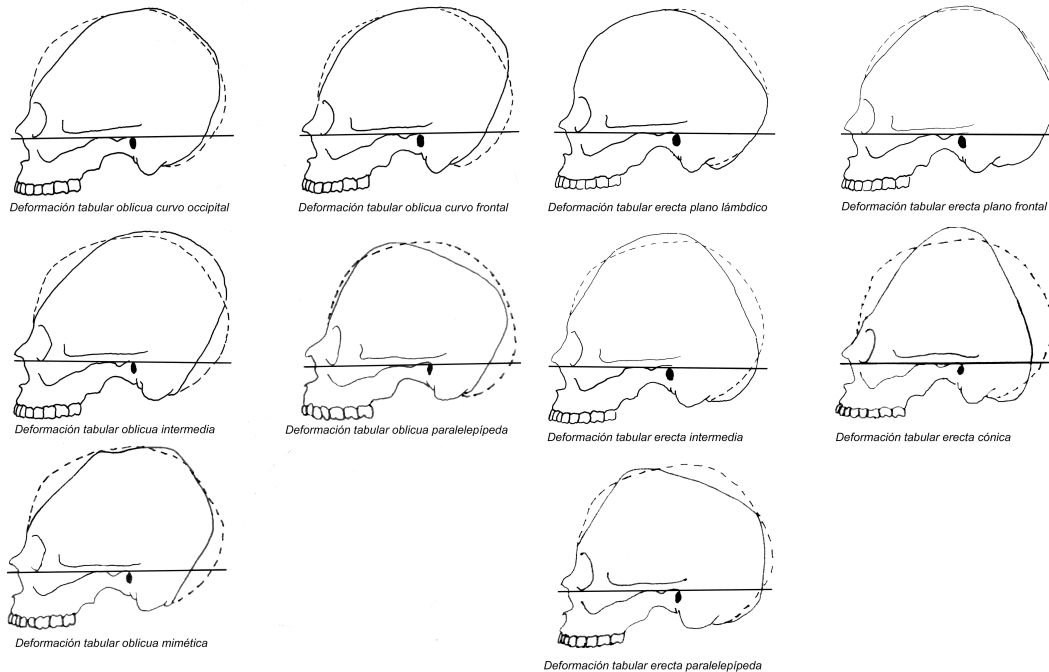 Deformación tabular oblicua curvo occipital
Deformación tabular oblicua curvo frontal
Deformación tabular erecta plano lámbdico
Deformación tabular erecta plano frontal
Deformación tabular oblicua intermedia
Deformación tabular oblicua paralelepípeda
Deformación tabular erecta intermedia
Deformación tabular erecta cónica
Deformación tabular oblicua mimética
Deformación tabular erecta paralelepípeda